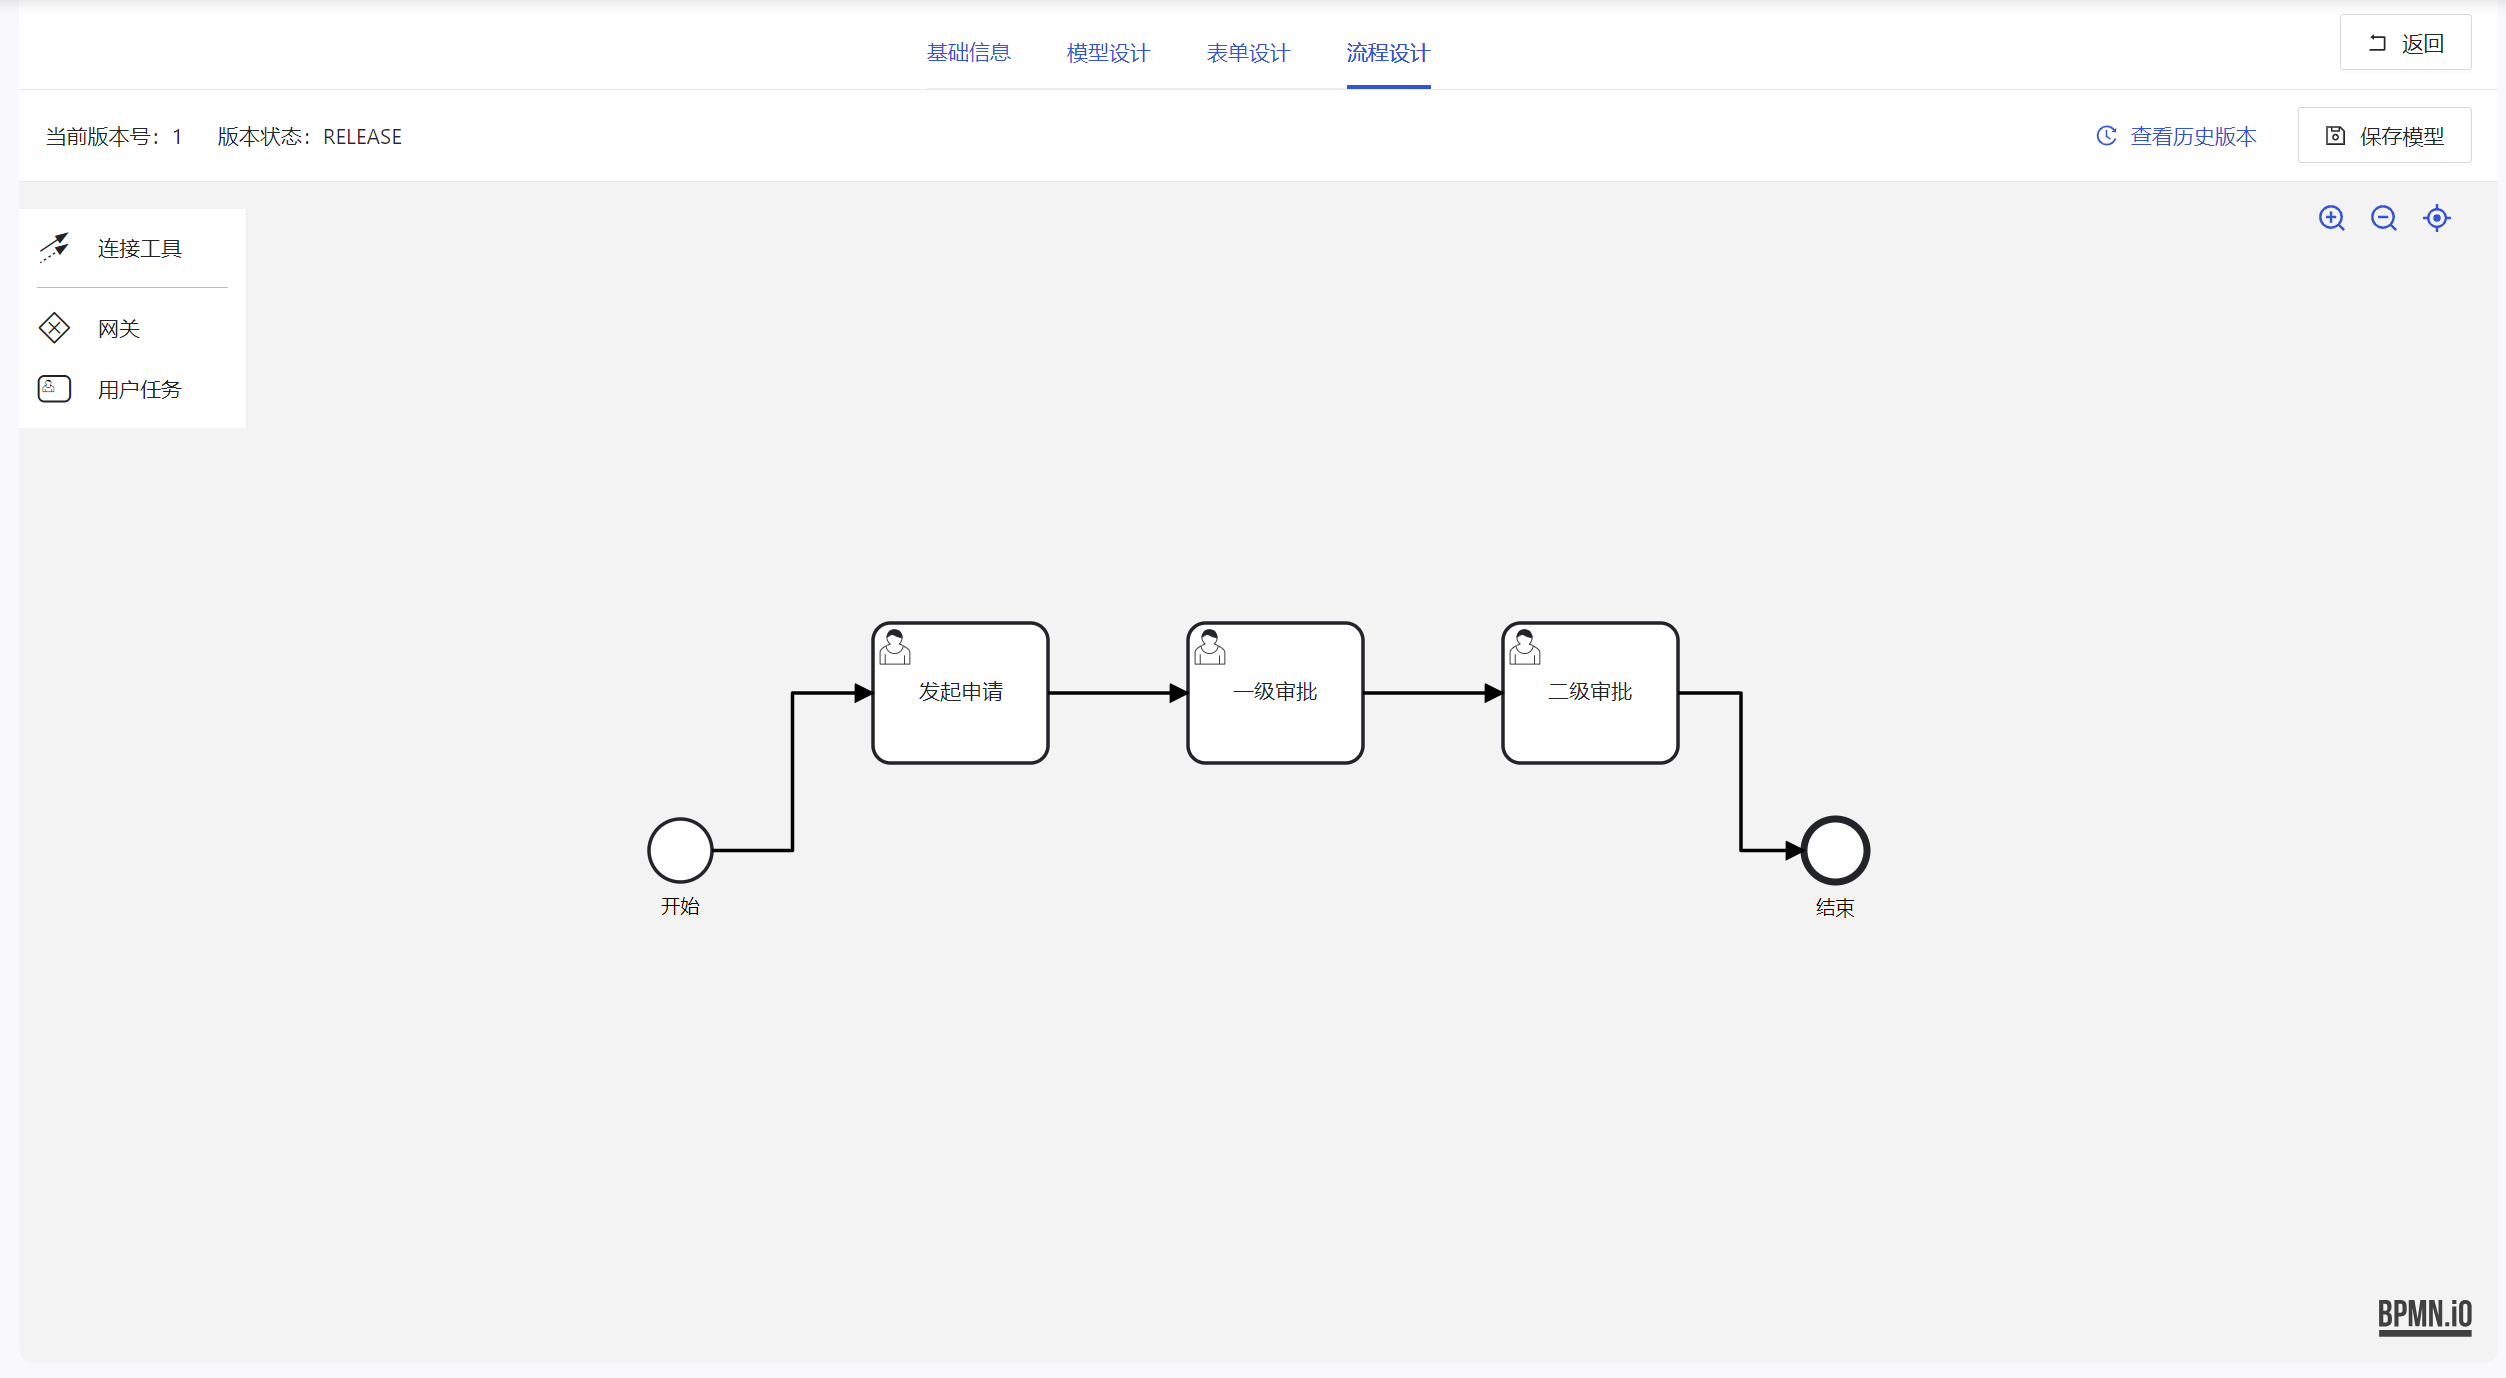 基础信息 模型设计 表单设计 流程设计 返回
当前版本号：1 版本状态：RELEASE 查看历史版本 保存模型
连接工具
网关
用户任务
发起申请 一级审批 二级审批
开始 结束
BPMN.iO